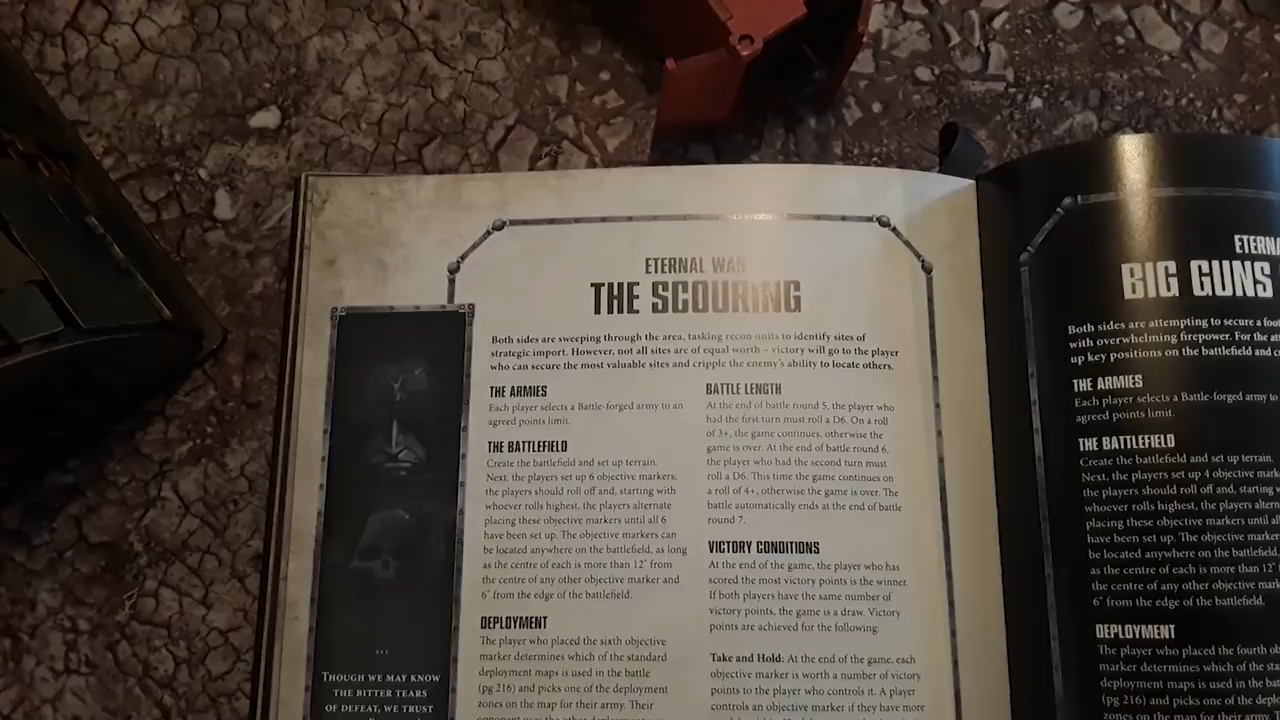 ETERNAL WAR
THE SCOURING
Both sides are sweeping through the area, tasking recon units to identify sites of
strategic import. However, not all sites are of equal worth – victory will go to the player
who can secure the most valuable sites and cripple the enemy's ability to locate others.
THE ARMIES
Each player selects a Battle-forged army to an
agreed points limit.
THE BATTLEFIELD
Create the battlefield and set up terrain.
Next, the players set up 6 objective markers;
the players should roll off and, starting with
whoever rolls highest, the players alternate
placing these objective markers until all 6
have been set up. The objective markers can
be located anywhere on the battlefield, as long
as the centre of each is more than 12" from
the centre of any other objective marker and
6" from the edge of the battlefield.
DEPLOYMENT
The player who placed the sixth objective
marker determines which of the standard
deployment maps is used in the battle
(pg 216) and picks one of the deployment
zones on the map for their army. Their
BATTLE LENGTH
At the end of battle round 5, the player who
had the first turn must roll a D6. On a roll
of 3+, the game continues, otherwise the
game is over. At the end of battle round 6,
the player who had the second turn must
roll a D6. This time the game continues on
a roll of 4+, otherwise the game is over. The
battle automatically ends at the end of battle
round 7.
VICTORY CONDITIONS
At the end of the game, the player who has
scored the most victory points is the winner.
If both players have the same number of
victory points, the game is a draw. Victory
points are achieved for the following:
Take and Hold: At the end of the game, each
objective marker is worth a number of victory
points to the player who controls it. A player
controls an objective marker if they have more
THOUGH WE MAY KNOW
THE BITTER TEARS
OF DEFEAT, WE TRUST
BIG GUNS
Both sides are attempting to secure a
with overwhelming firepower. For the
up key positions on the battlefield and
THE ARMIES
Each player selects a Battle-forged army to
agreed points limit.
THE BATTLEFIELD
Create the battlefield and set up terrain.
Next, the players set up 4 objective
the players should roll off and, starting
whoever rolls highest, the players
placing these objective markers until
have been set up. The objective
be located anywhere on the battlefield,
as the centre of each is more than 12"
the centre of any other objective
6" from the edge of the battlefield.
DEPLOYMENT
The player who placed the fourth
marker determines which of the
deployment maps is used in the
(pg 216) and picks one of the
zones on the map for their army.